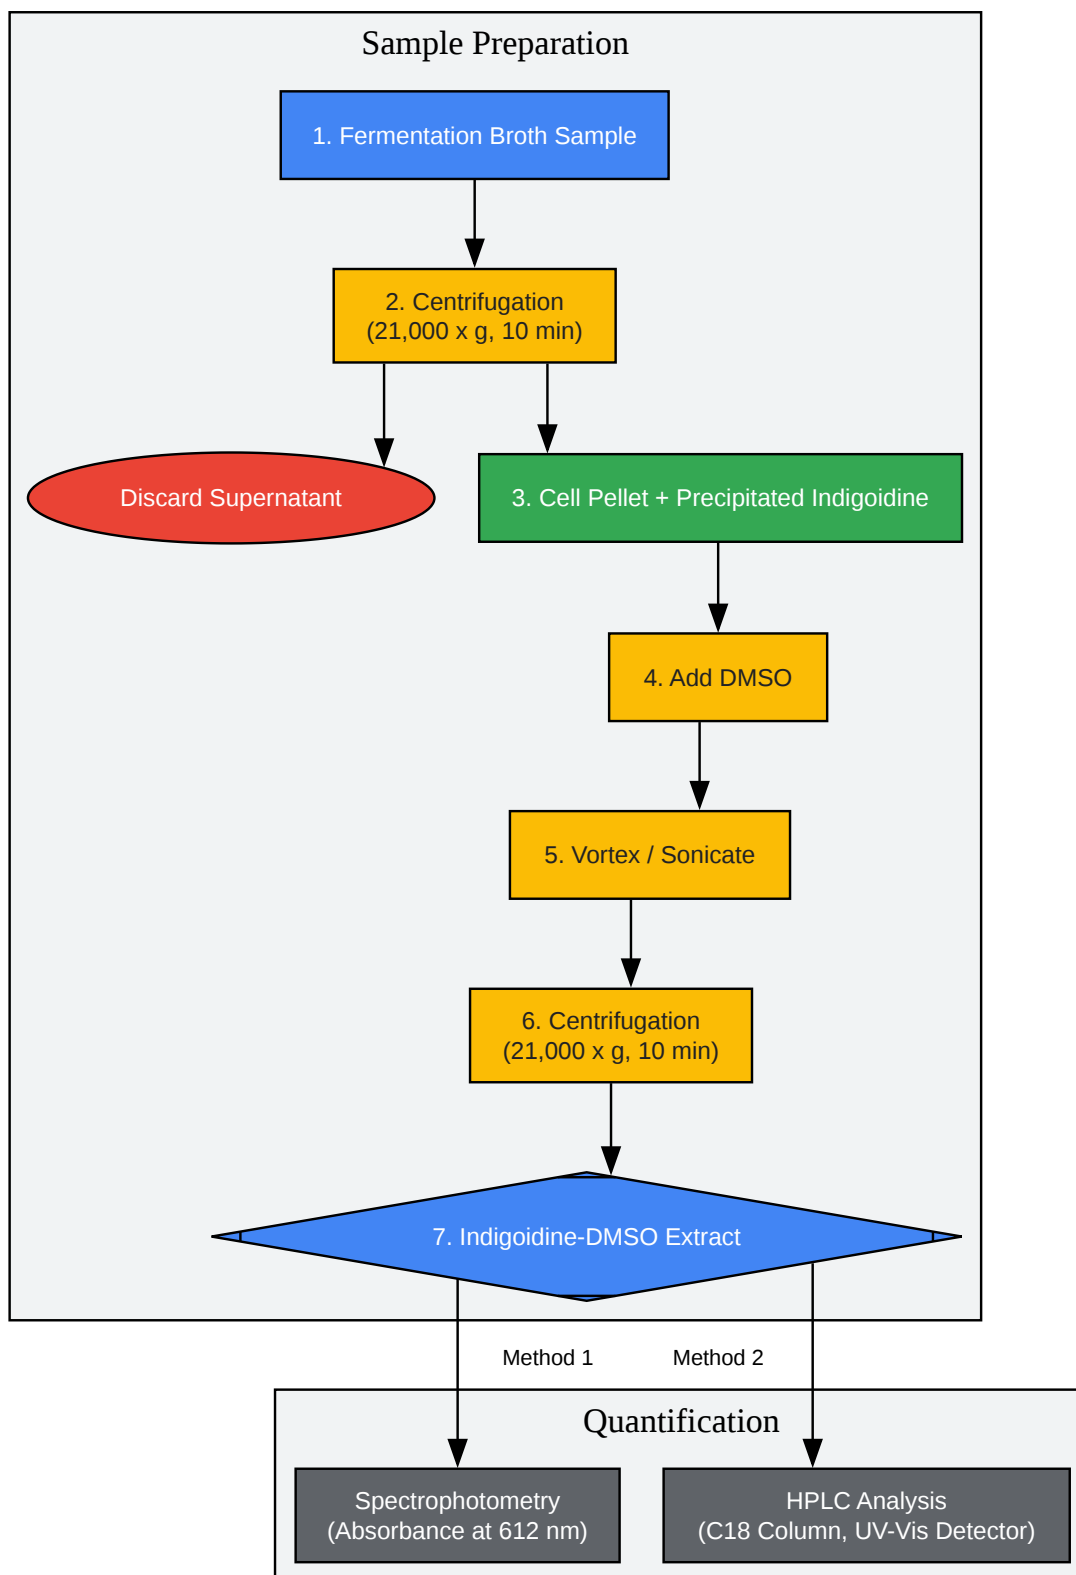 Sample Preparation
1. Fermentation Broth Sample
2. Centrifugation
(21,000 x g, 10 min)
Discard Supernatant
3. Cell Pellet + Precipitated Indigoidine
4. Add DMSO
5. Vortex / Sonicate
6. Centrifugation
(21,000 x g, 10 min)
7. Indigoidine-DMSO Extract
Method 1
Method 2
Quantification
Spectrophotometry
(Absorbance at 612 nm)
HPLC Analysis
(C18 Column, UV-Vis Detector)